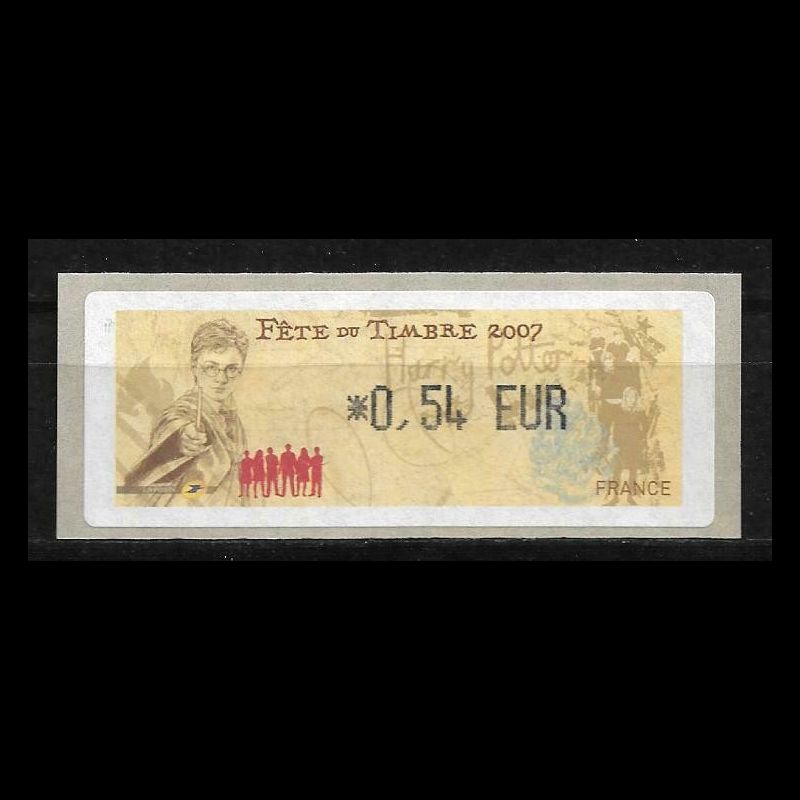 FÊTE DU TIMBRE 2007
Harry Potter
*0,54 EUR
FRANCE